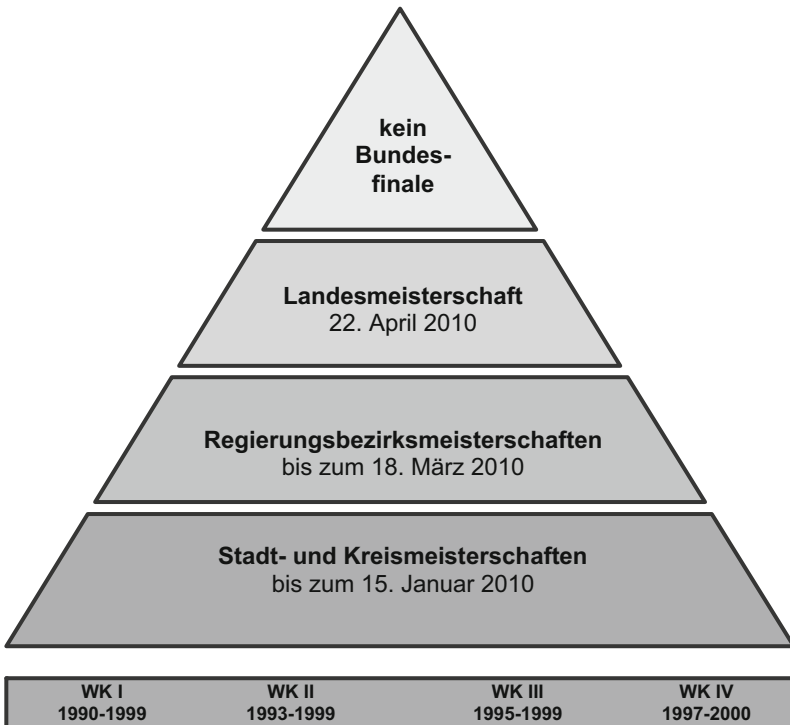 kein
Bundes-
finale
Landesmeisterschaft
22. April 2010
Regierungsbezirksmeisterschaften
bis zum 18. März 2010
Stadt- und Kreismeisterschaften
bis zum 15. Januar 2010
WK I WK II WK III WK IV
1990-1999 1993-1999 1995-1999 1997-2000